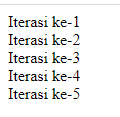 Iterasi ke-1
Iterasi ke-2
Iterasi ke-3
Iterasi ke-4
Iterasi ke-5